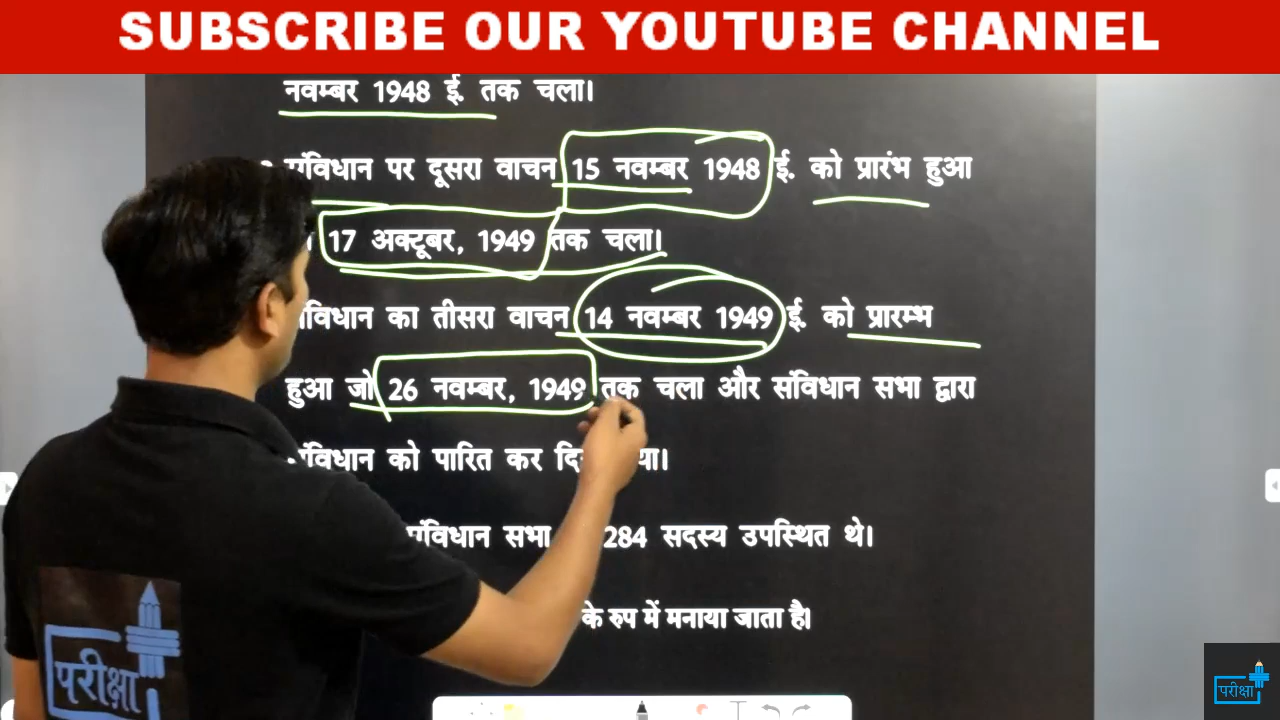 SUBSCRIBE OUR YOUTUBE CHANNEL
नवम्बर 1948 ई. तक चला।
संविधान पर दूसरा वाचन 15 नवम्बर 1948 ई. को प्रारंभ हुआ
17 अक्टूबर, 1949 तक चला।
संविधान का तीसरा वाचन 14 नवम्बर 1949 ई. को प्रारम्भ
हुआ जो 26 नवम्बर, 1949 तक चला और संविधान सभा द्वारा
संविधान को पारित कर
संविधान सभा 284 सदस्य उपस्थित थे।
के रुप में मनाया जाता है।
परीक्षा
परीक्षा